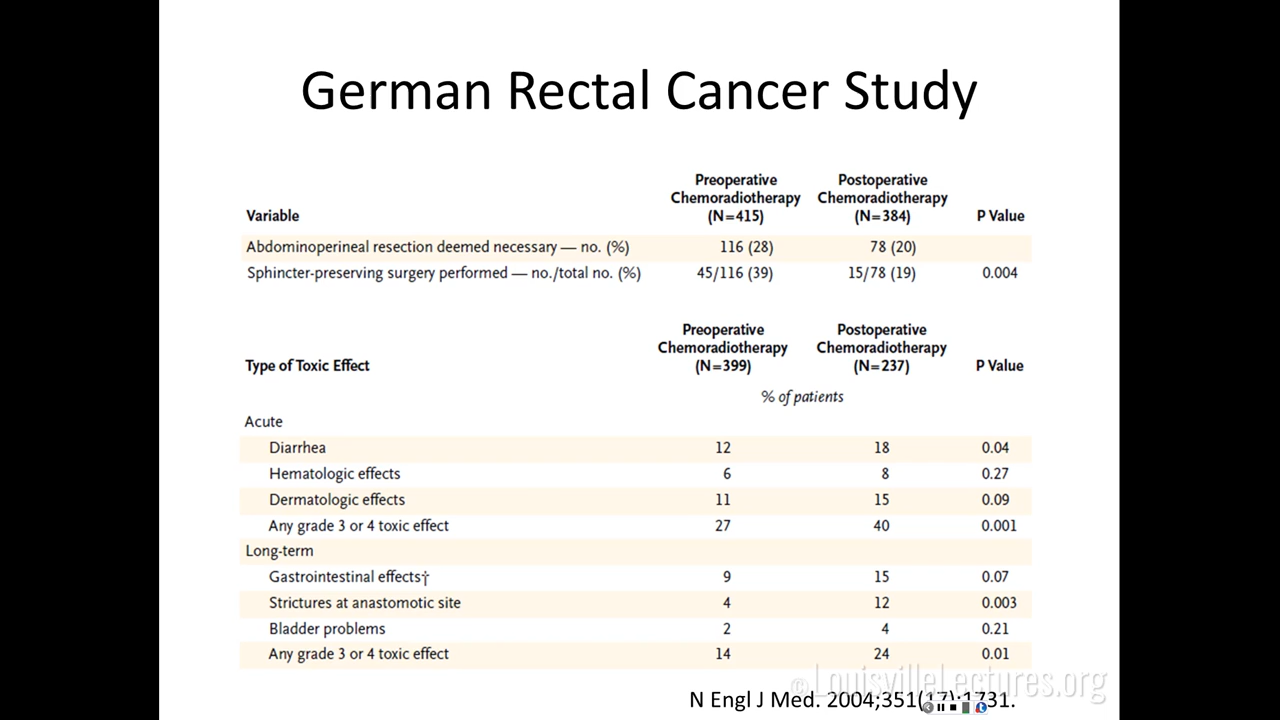 German Rectal Cancer Study
Variable Preoperative Chemoradiotherapy (N=415) Postoperative Chemoradiotherapy (N=384) P Value
Abdominoperineal resection deemed necessary — no. (%) 116 (28) 78 (20)
Sphincter-preserving surgery performed — no./total no. (%) 45/116 (39) 15/78 (19) 0.004
Type of Toxic Effect Preoperative Chemoradiotherapy (N=399) Postoperative Chemoradiotherapy (N=237) P Value
% of patients
Acute
Diarrhea 12 18 0.04
Hematologic effects 6 8 0.27
Dermatologic effects 11 15 0.09
Any grade 3 or 4 toxic effect 27 40 0.001
Long-term
Gastrointestinal effects† 9 15 0.07
Strictures at anastomotic site 4 12 0.003
Bladder problems 2 4 0.21
Any grade 3 or 4 toxic effect 14 24 0.01
©LouisvilleLectures.org
N Engl J Med. 2004;351(17):1731.